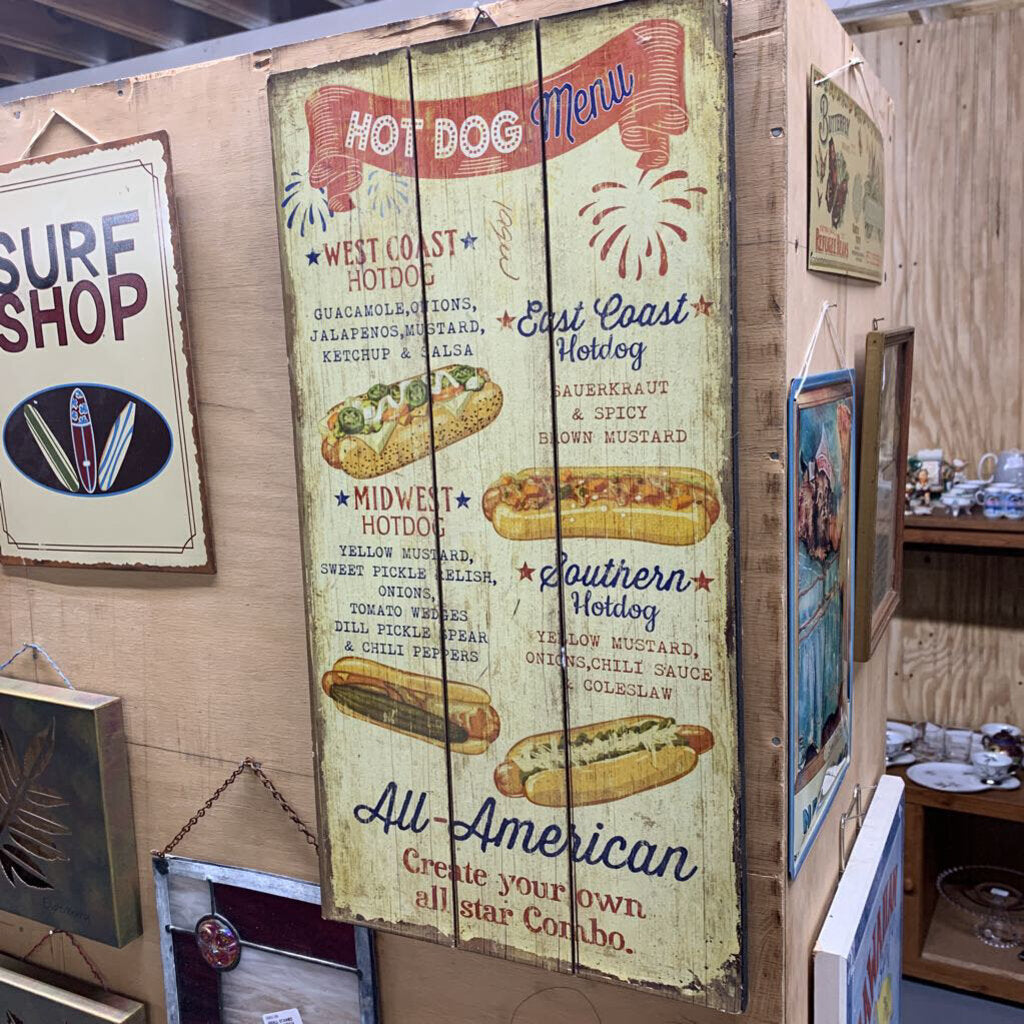 HOT DOG Menu
WEST COAST
HOTDOG
GUACAMOLE,ONIONS,
JALAPENOS,MUSTARD,
KETCHUP & SALSA
East Coast
Hotdog
SAUERKRAUT
& SPICY
BROWN MUSTARD
MIDWEST
HOTDOG
YELLOW MUSTARD,
SWEET PICKLE RELISH,
ONIONS,
TOMATO WEDGES
DILL PICKLE SPEAR
& CHILI PEPPERS
Southern
Hotdog
YELLOW MUSTARD,
ONIONS,CHILI SAUCE
& COLESLAW
All-American
Create your own
all star Combo.
SURF
SHOP